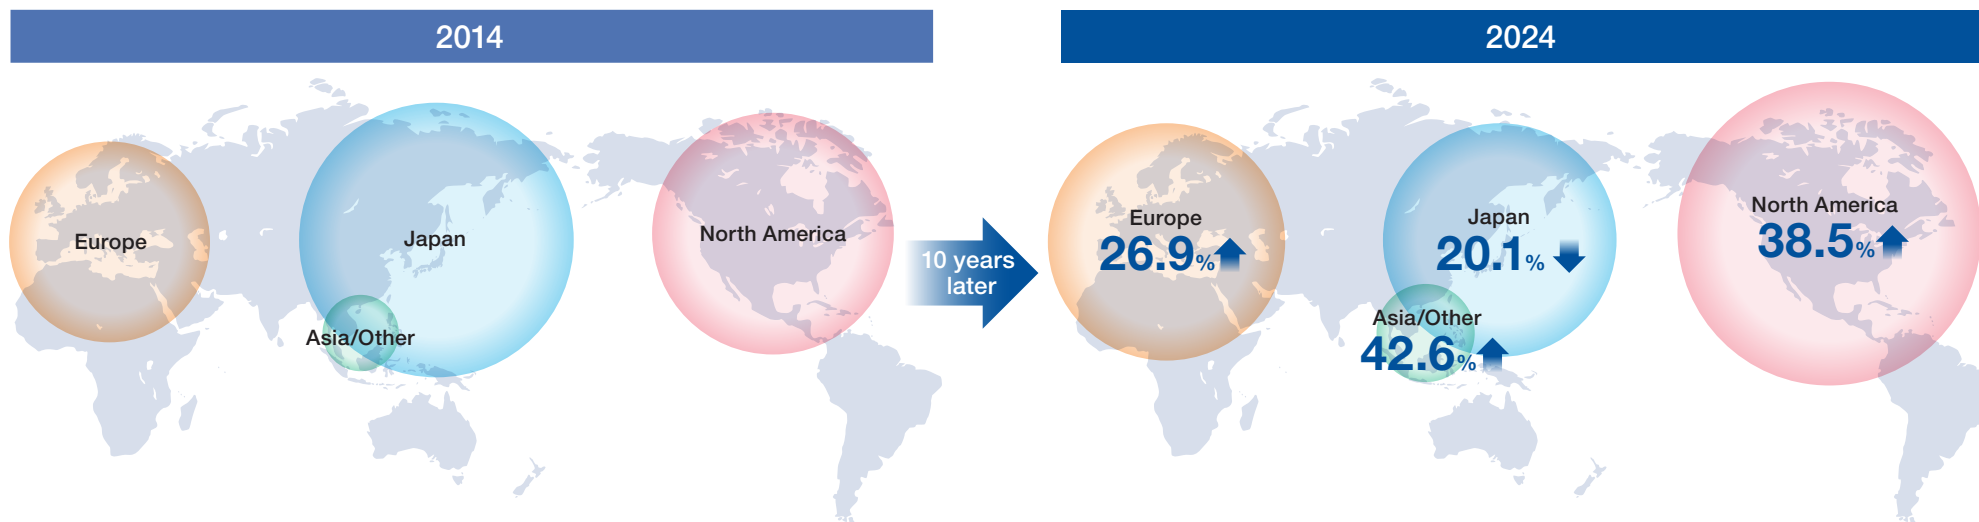 2014
Europe
Japan
North America
Asia/Other
10 years
later
2024
Europe
26.9%
Japan
20.1%
North America
38.5%
Asia/Other
42.6%